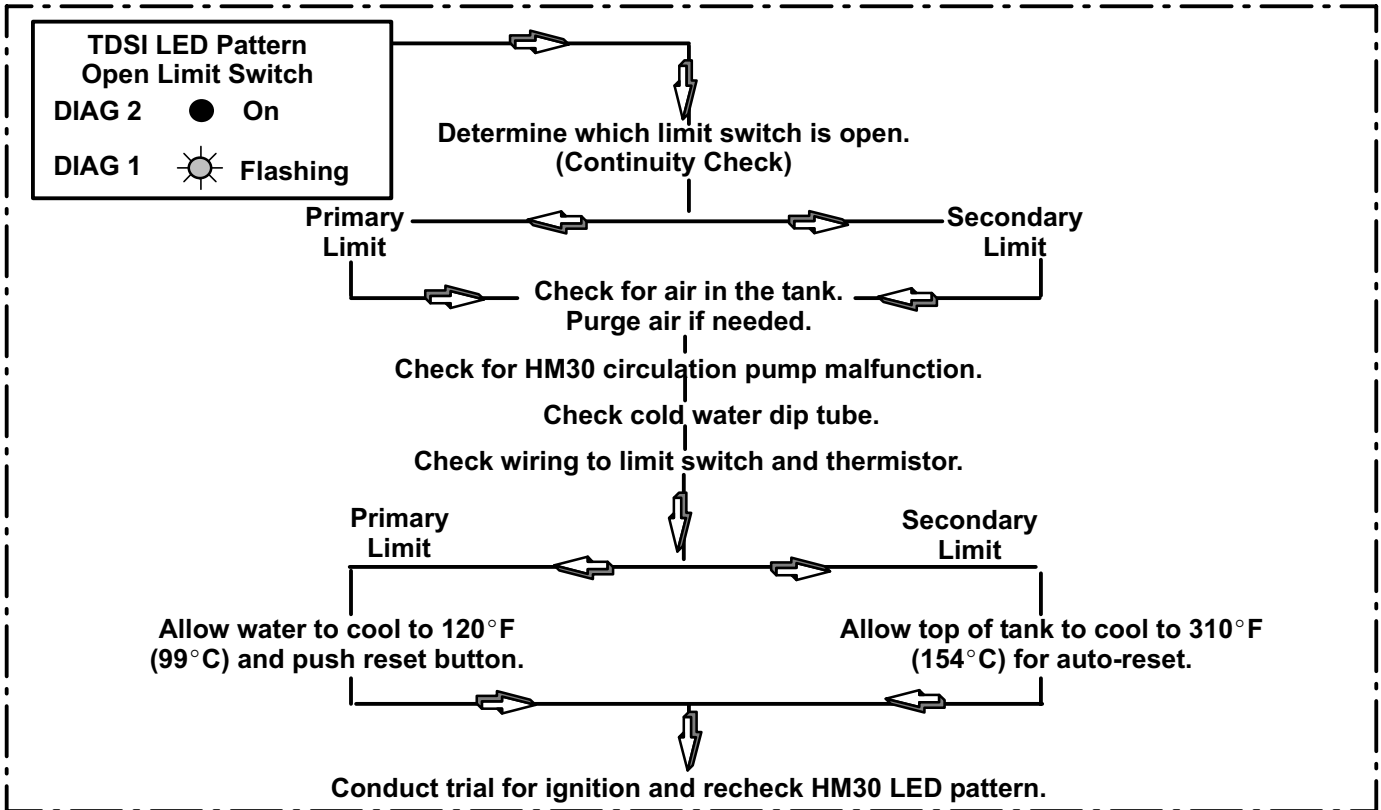 TDSI LED Pattern
Open Limit Switch
DIAG 2 On
DIAG 1 Flashing
Determine which limit switch is open.
(Continuity Check)
Primary
Limit
Secondary
Limit
Check for air in the tank.
Purge air if needed.
Check for HM30 circulation pump malfunction.
Check cold water dip tube.
Check wiring to limit switch and thermistor.
Primary
Limit
Secondary
Limit
Allow water to cool to 120°F
(99°C) and push reset button.
Allow top of tank to cool to 310°F
(154°C) for auto-reset.
Conduct trial for ignition and recheck HM30 LED pattern.